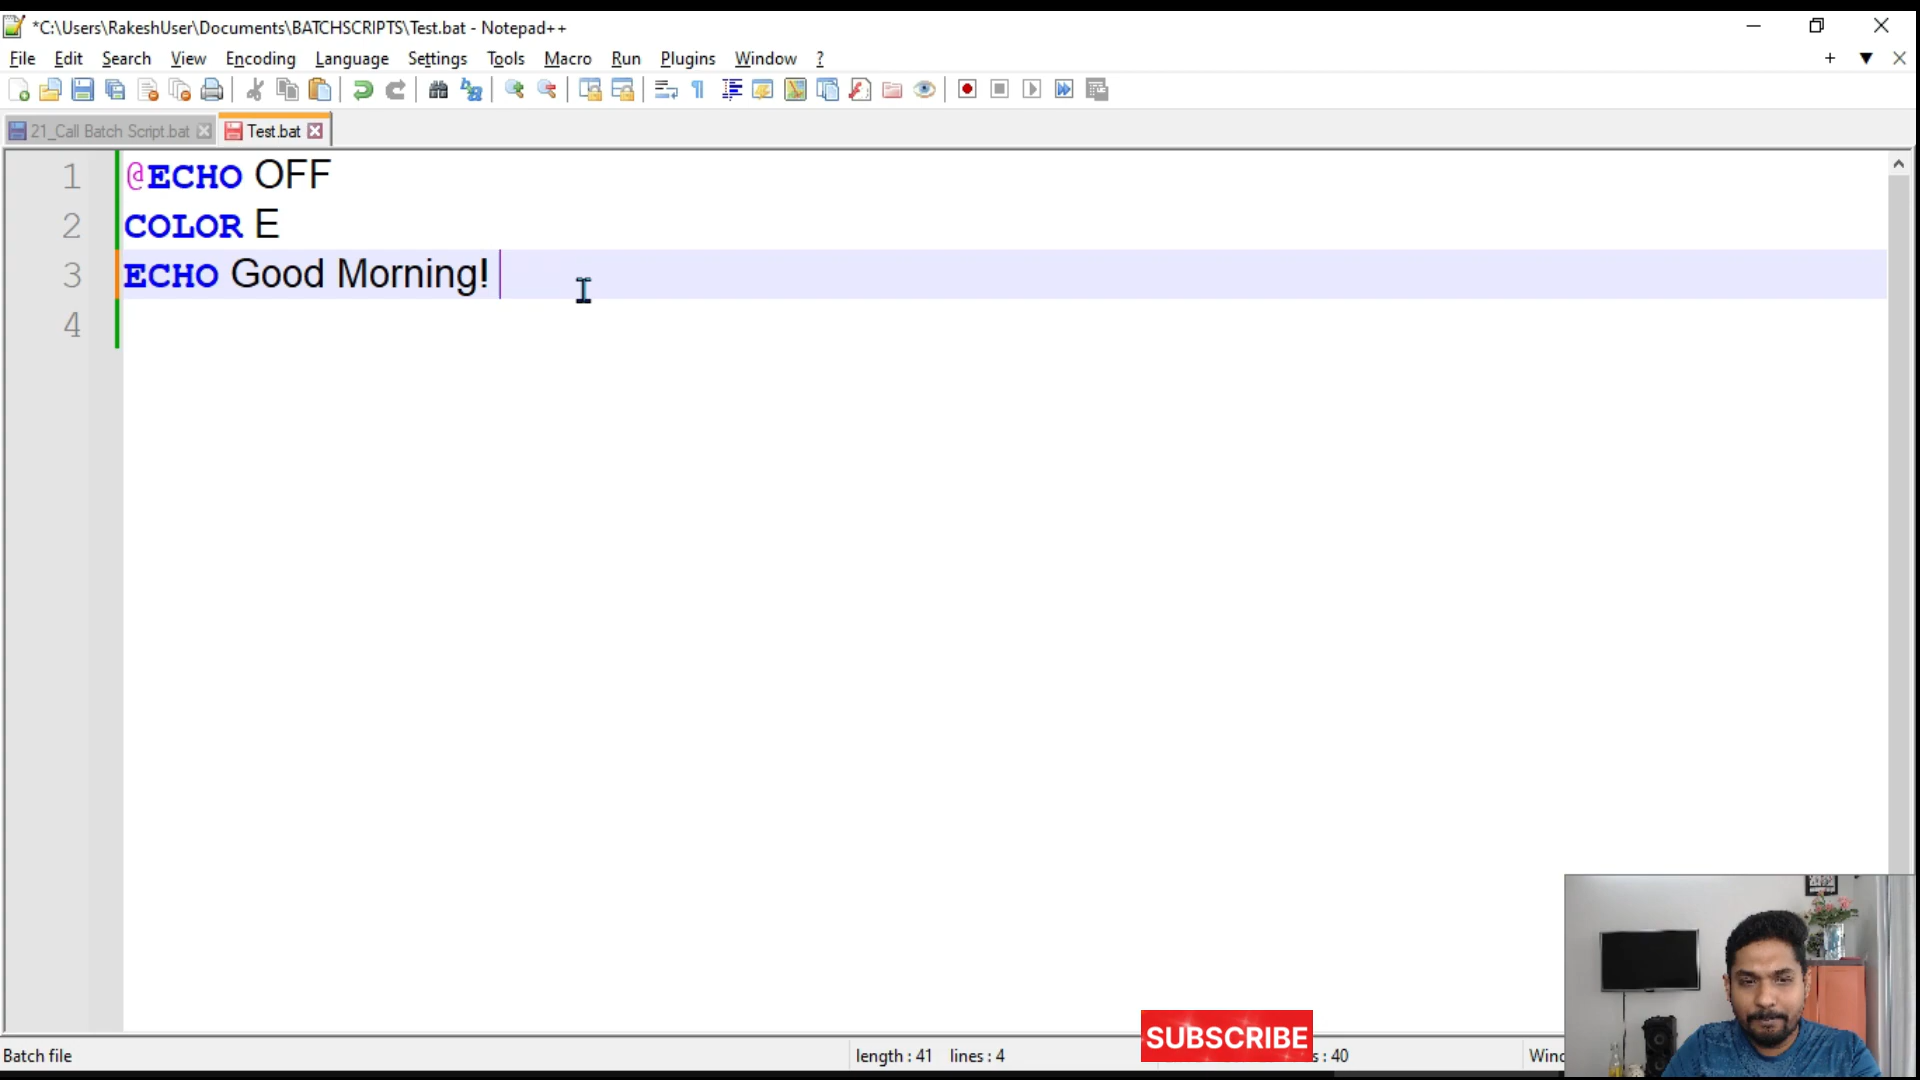 *C:\Users\RakeshUser\Documents\BATCHSCRIPTS\Test.bat - Notepad++
File Edit Search View Encoding Language Settings Tools Macro Run Plugins Window ?
21_Call Batch Script.bat Test.bat
1 @ECHO OFF
2 COLOR E
3 ECHO Good Morning!
4
SUBSCRIBE
Batch file length : 41 lines : 4 s : 40